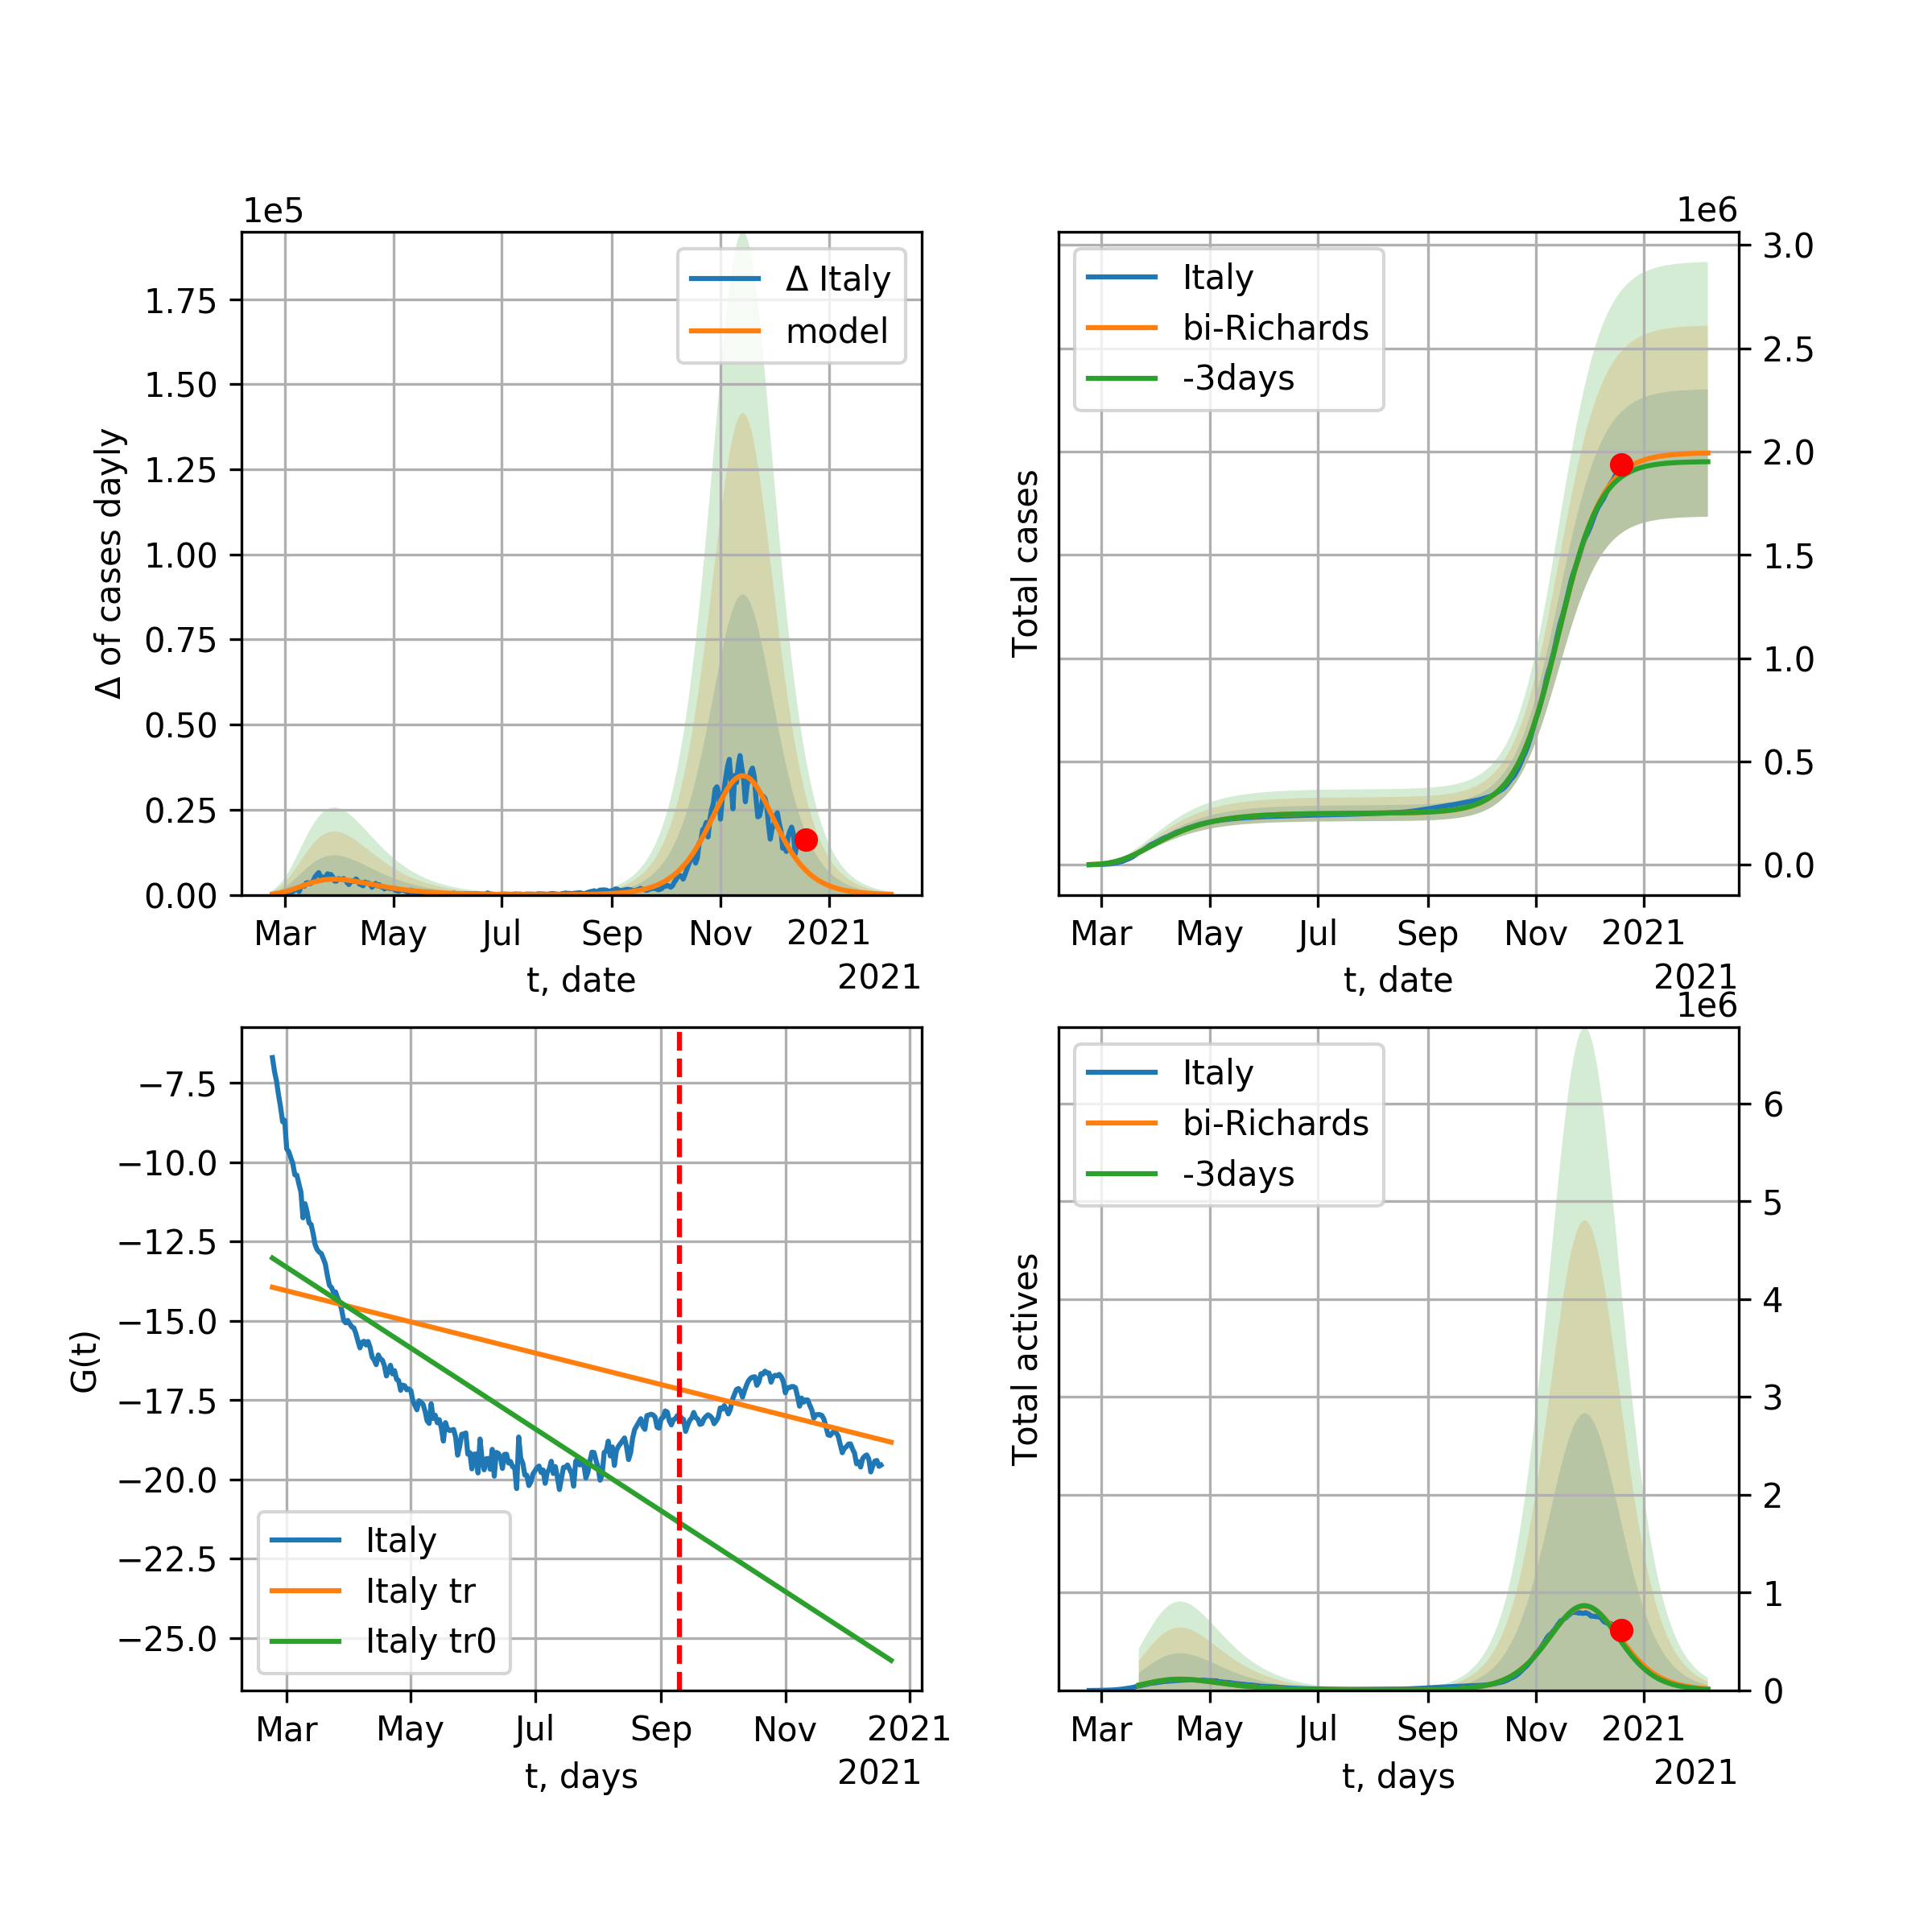 1e5
Δ Italy
model
1.75
1.50
1.25
1.00
0.75
0.50
0.25
0.00
Δ of cases dayly
Mar May Jul Sep Nov 2021
t, date
2021
1e6
Italy
bi-Richards
-3days
3.0
2.5
2.0
1.5
1.0
0.5
0.0
Total cases
Mar May Jul Sep Nov 2021
t, date
2021
−7.5
−10.0
−12.5
−15.0
−17.5
−20.0
−22.5
−25.0
G(t)
Italy
Italy tr
Italy tr0
Mar May Jul Sep Nov 2021
t, days
2021
1e6
Italy
bi-Richards
-3days
6
5
4
3
2
1
0
Total actives
Mar May Jul Sep Nov 2021
t, days
2021